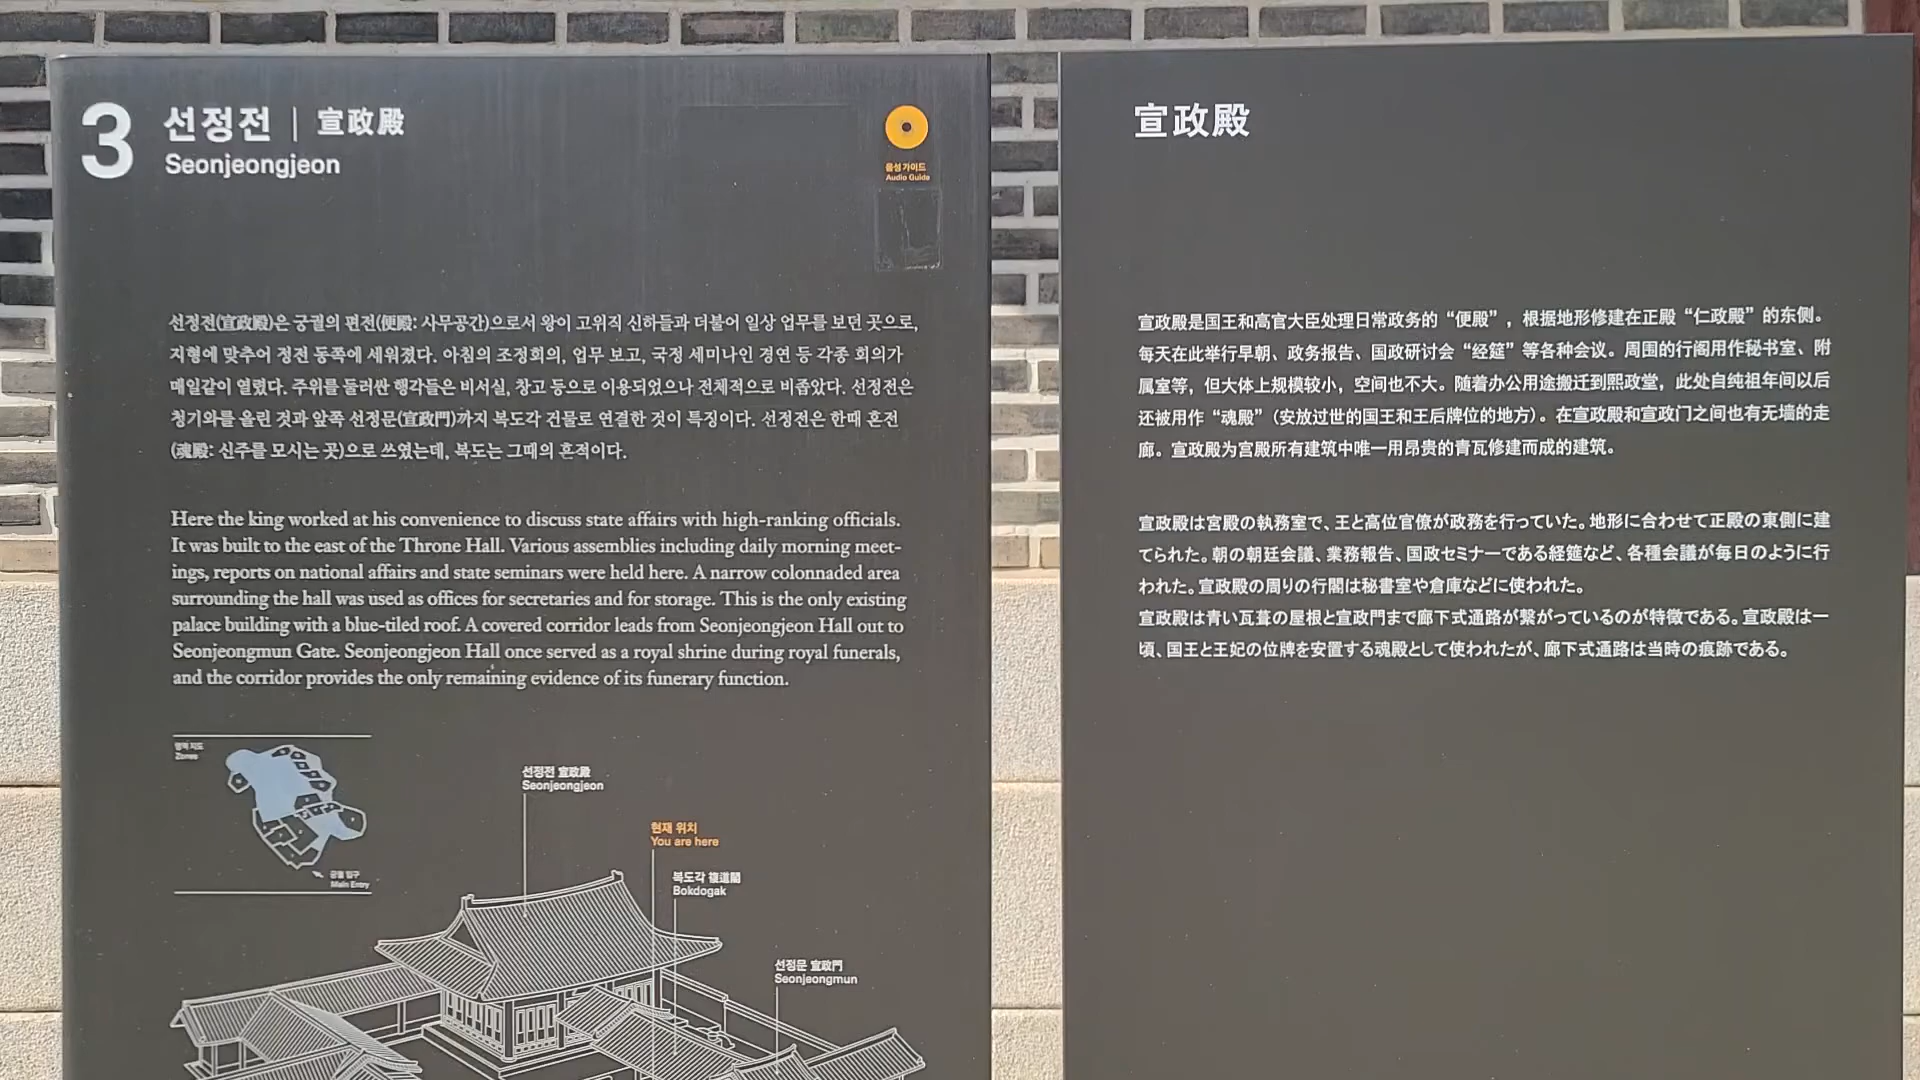 3
선정전 | 宣政殿
Seonjeongjeon
음성 가이드
Audio Guide
선정전(宣政殿)은 궁궐의 편전(便殿: 사무공간)으로서 왕이 고위직 신하들과 더불어 일상 업무를 보던 곳으로,
지형에 맞추어 정전 동쪽에 세워졌다. 아침의 조정회의, 업무 보고, 국정 세미나인 경연 등 각종 회의가
매일같이 열렸다. 주위를 둘러싼 행각들은 비서실, 창고 등으로 이용되었으나 전체적으로 비좁았다. 선정전은
청기와를 올린 것과 앞쪽 선정문(宣政門)까지 복도각 건물로 연결한 것이 특징이다. 선정전은 한때 혼전
(魂殿: 신주를 모시는 곳)으로 쓰였는데, 복도는 그때의 흔적이다.
Here the king worked at his convenience to discuss state affairs with high-ranking officials.
It was built to the east of the Throne Hall. Various assemblies including daily morning meet-
ings, reports on national affairs and state seminars were held here. A narrow colonnaded area
surrounding the hall was used as offices for secretaries and for storage. This is the only existing
palace building with a blue-tiled roof. A covered corridor leads from Seonjeongjeon Hall out to
Seonjeongmun Gate. Seonjeongjeon Hall once served as a royal shrine during royal funerals,
and the corridor provides the only remaining evidence of its funerary function.
지도
Zones
궁궐 입구
Main Entry
선정전 宣政殿
Seonjeongjeon
현재 위치
You are here
복도각 複道閣
Bokdogak
선정문 宣政門
Seonjeongmun
宣政殿
宣政殿是国王和高官大臣处理日常政务的“便殿”，根据地形修建在正殿“仁政殿”的东侧。
每天在此举行早朝、政务报告、国政研讨会“经筵”等各种会议。周围的行阁用作秘书室、附
属室等，但大体上规模较小，空间也不大。随着办公用途搬迁到熙政堂，此处自纯祖年间以后
还被用作“魂殿”（安放过世的国王和王后牌位的地方）。在宣政殿和宣政门之间也有无墙的走
廊。宣政殿为宫殿所有建筑中唯一用昂贵的青瓦修建而成的建筑。
宣政殿は宮殿の執務室で、王と高位官僚が政務を行っていた。地形に合わせて正殿の東側に建
てられた。朝の朝廷会議、業務報告、国政セミナーである経筵など、各種会議が毎日のように行
われた。宣政殿の周りの行閣は秘書室や倉庫などに使われた。
宣政殿は青い瓦葺の屋根と宣政門まで廊下式通路が繋がっているのが特徴である。宣政殿は一
頃、国王と王妃の位牌を安置する魂殿として使われたが、廊下式通路は当時の痕跡である。